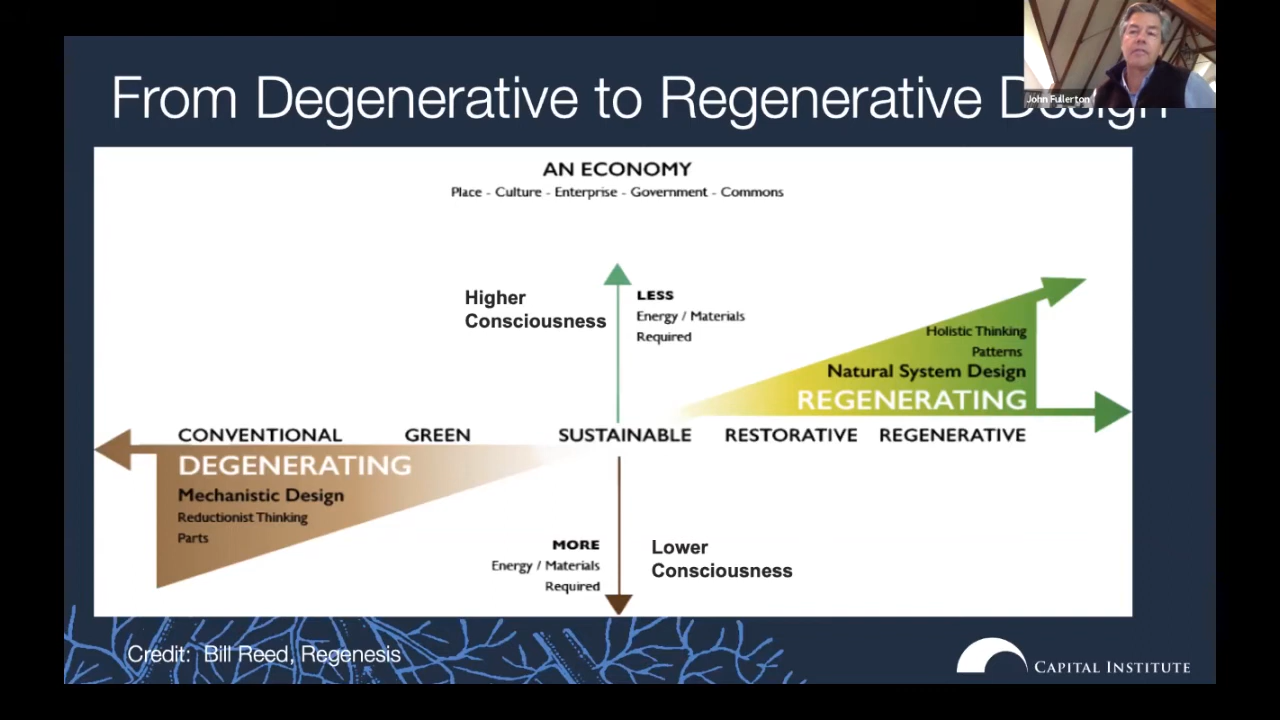 From Degenerative to Regenerative Design
John Fullerton
AN ECONOMY
Place - Culture - Enterprise - Government - Commons
Higher
Consciousness
LESS
Energy / Materials
Required
Holistic Thinking
Patterns
Natural System Design
REGENERATING
CONVENTIONAL GREEN SUSTAINABLE RESTORATIVE REGENERATIVE
DEGENERATING
Mechanistic Design
Reductionist Thinking
Parts
MORE
Energy / Materials
Required
Lower
Consciousness
Credit: Bill Reed, Regenesis
CAPITAL INSTITUTE